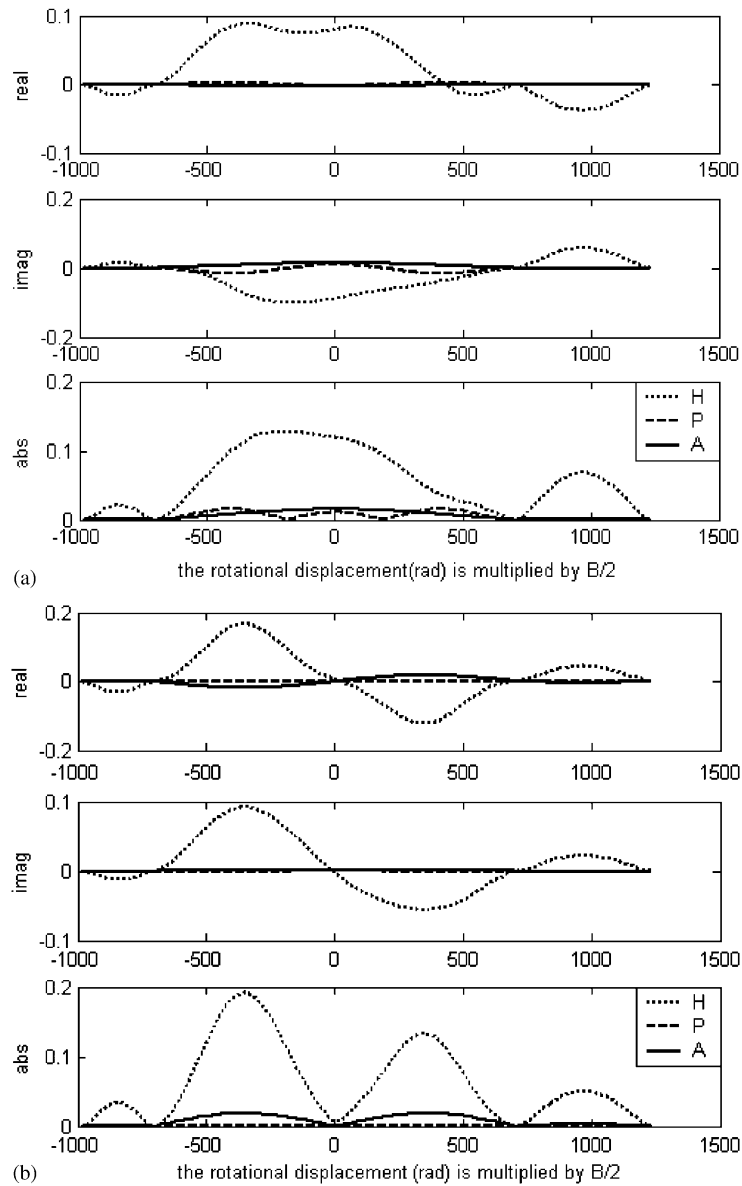 0.1
real
0
-0.1
-1000 -500 0 500 1000 1500
0.2
imag
0
-0.2
-1000 -500 0 500 1000 1500
0.2
abs
0.1
0
H
P
A
-1000 -500 0 500 1000 1500
(a) the rotational displacement(rad) is multiplied by B/2
0.2
real
0
-0.2
-1000 -500 0 500 1000 1500
0.1
imag
0
-0.1
-1000 -500 0 500 1000 1500
0.2
abs
0.1
0
H
P
A
-1000 -500 0 500 1000 1500
(b) the rotational displacement (rad) is multiplied by B/2